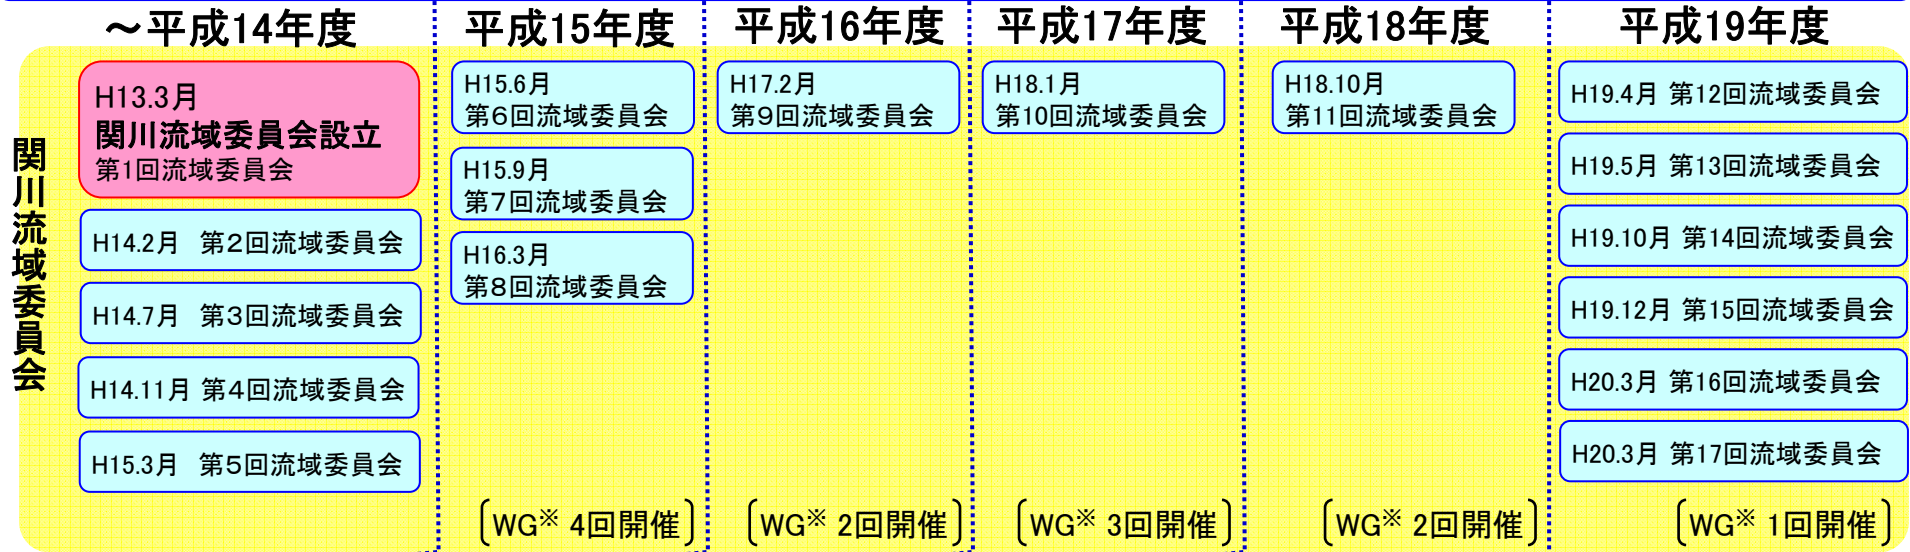 ～平成14年度
平成15年度
平成16年度
平成17年度
平成18年度
平成19年度
関川流域委員会
H13.3月
関川流域委員会設立
第1回流域委員会
H14.2月 第2回流域委員会
H14.7月 第3回流域委員会
H14.11月 第4回流域委員会
H15.3月 第5回流域委員会
H15.6月
第6回流域委員会
H15.9月
第7回流域委員会
H16.3月
第8回流域委員会
〔WG※ 4回開催〕
H17.2月
第9回流域委員会
〔WG※ 2回開催〕
H18.1月
第10回流域委員会
〔WG※ 3回開催〕
H18.10月
第11回流域委員会
〔WG※ 2回開催〕
H19.4月 第12回流域委員会
H19.5月 第13回流域委員会
H19.10月 第14回流域委員会
H19.12月 第15回流域委員会
H20.3月 第16回流域委員会
H20.3月 第17回流域委員会
〔WG※ 1回開催〕